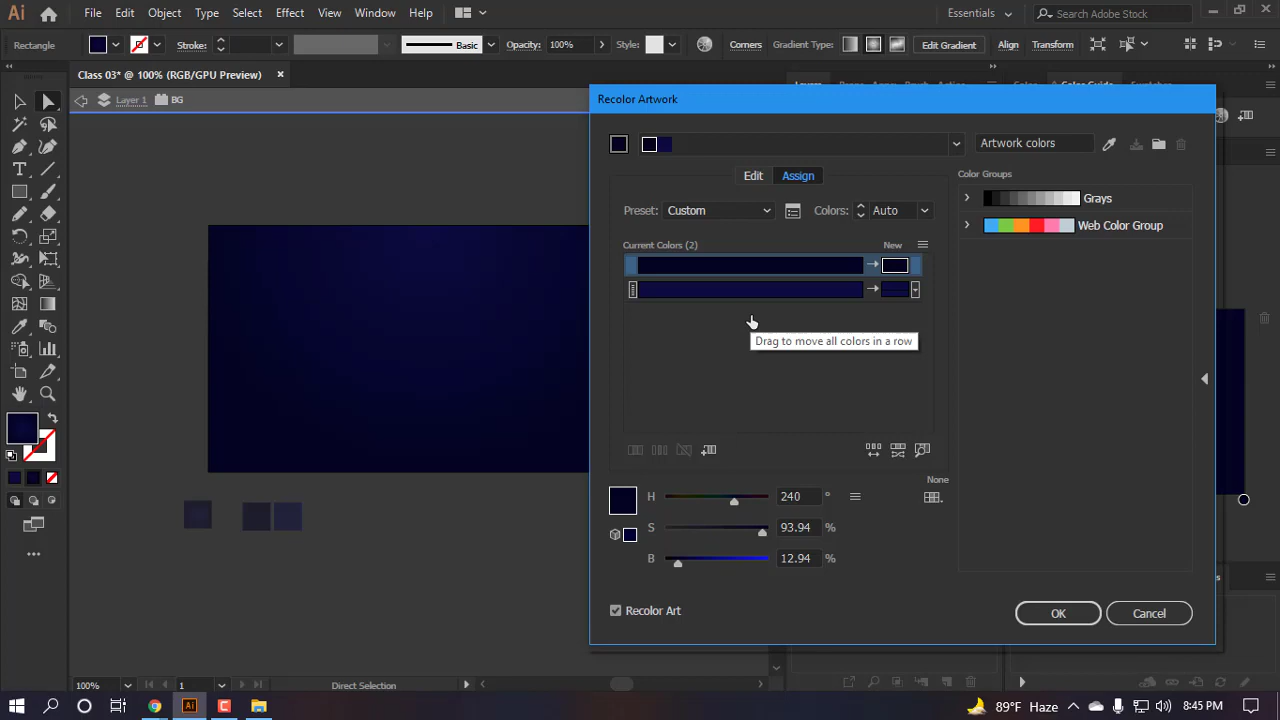 Ai File Edit Object Type Select Effect View Window Help Essentials Search Adobe Stock
Rectangle Stroke: Basic Opacity: 100% Style: Corners Gradient Type: Edit Gradient Align Transform
Class 03* @ 100% (RGB/GPU Preview) ×
Layer 1 BG
Recolor Artwork
Artwork colors
Edit Assign
Color Groups
Preset: Custom Colors: Auto
Grays
Web Color Group
Current Colors (2) New
Drag to move all colors in a row
None
H 240 °
S 93.94 %
B 12.94 %
Recolor Art
OK Cancel
100% 1 Direct Selection
Ai 89°F Haze 8:45 PM